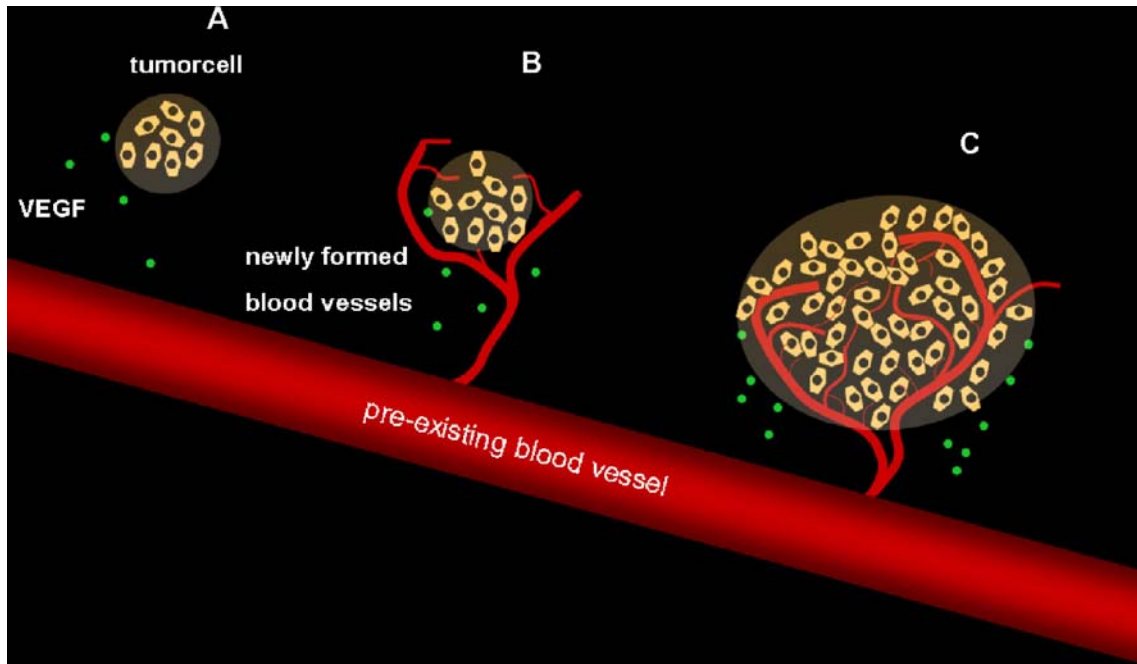 A
tumorcell
VEGF
B
newly formed
blood vessels
C
pre-existing blood vessel